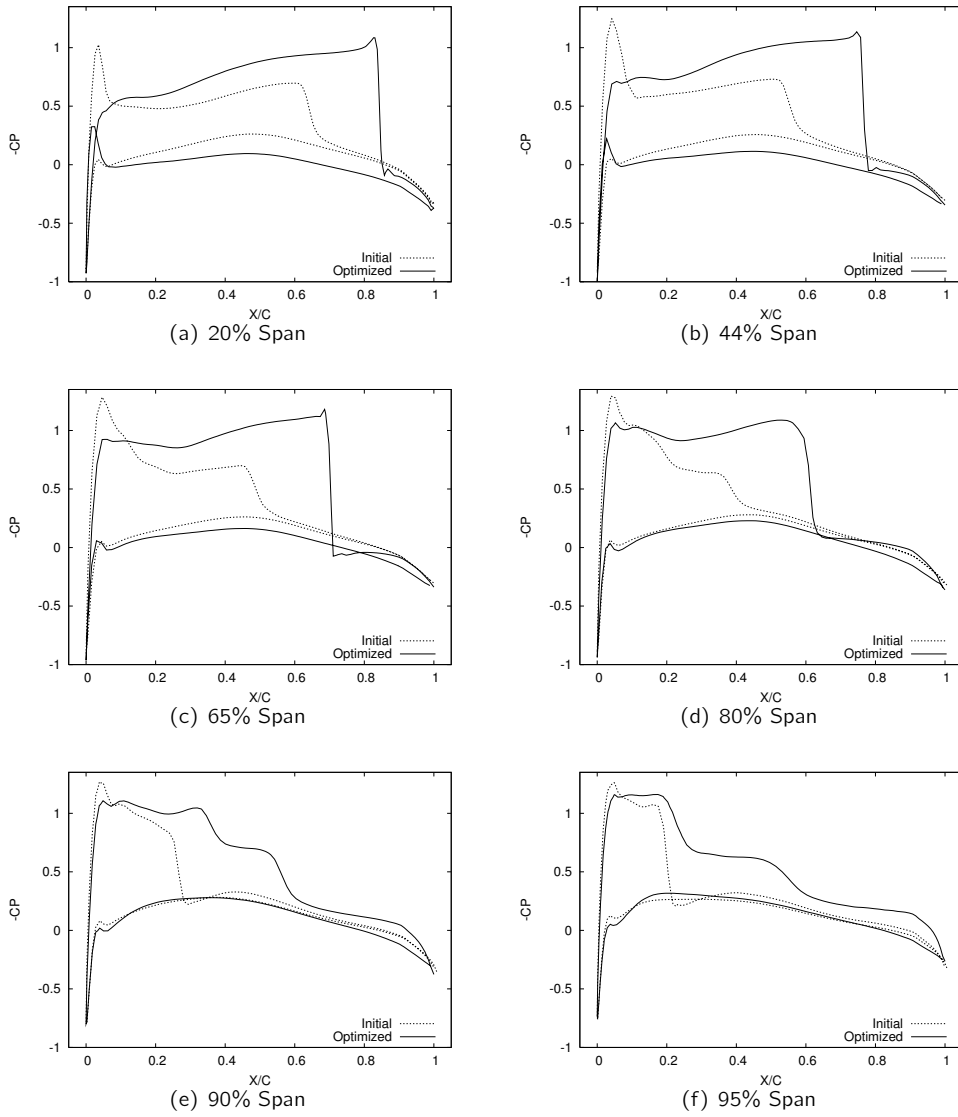 1
0.5
0
-0.5
-1
-CP
0 0.2 0.4 0.6 0.8 1
X/C
Initial
Optimized
(a) 20% Span
1
0.5
0
-0.5
-1
-CP
0 0.2 0.4 0.6 0.8 1
X/C
Initial
Optimized
(b) 44% Span
1
0.5
0
-0.5
-1
-CP
0 0.2 0.4 0.6 0.8 1
X/C
Initial
Optimized
(c) 65% Span
1
0.5
0
-0.5
-1
-CP
0 0.2 0.4 0.6 0.8 1
X/C
Initial
Optimized
(d) 80% Span
1
0.5
0
-0.5
-1
-CP
0 0.2 0.4 0.6 0.8 1
X/C
Initial
Optimized
(e) 90% Span
1
0.5
0
-0.5
-1
-CP
0 0.2 0.4 0.6 0.8 1
X/C
Initial
Optimized
(f) 95% Span